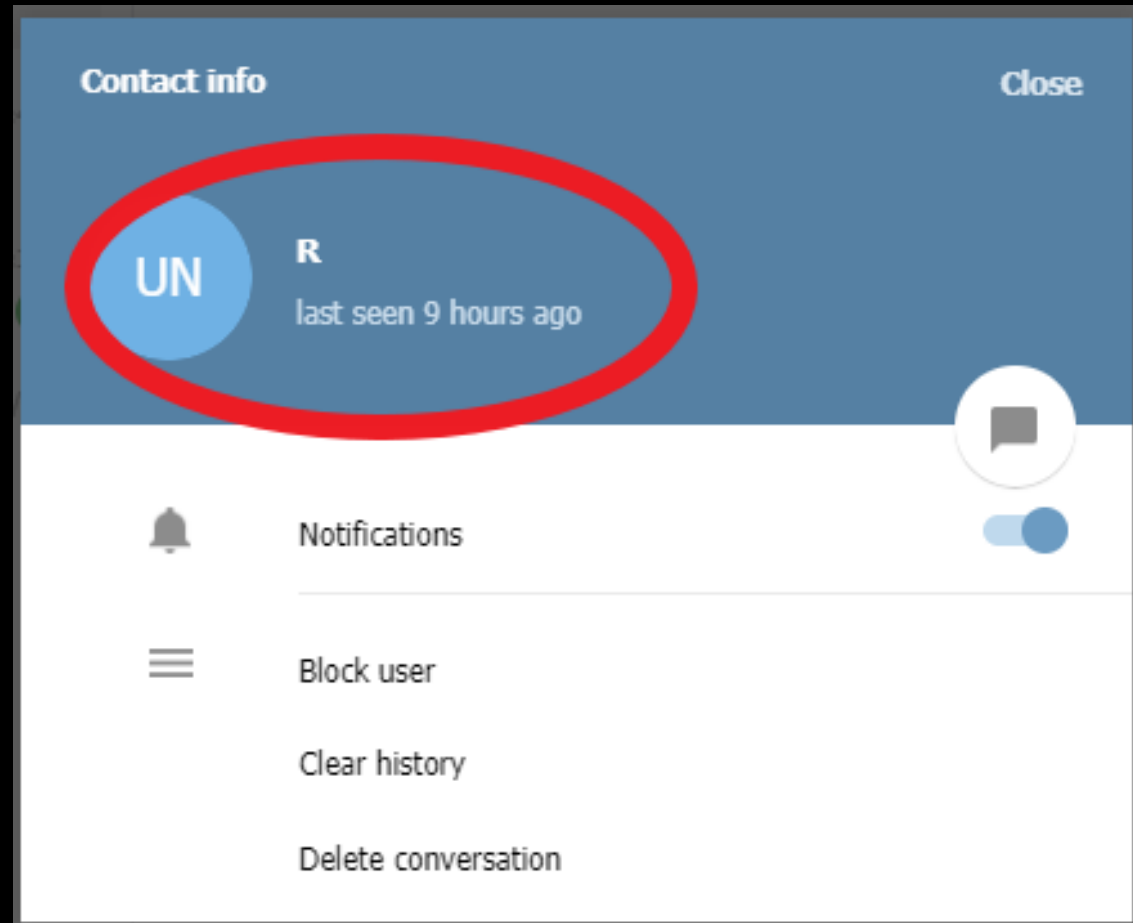 Contact info
Close
UN
R
last seen 9 hours ago
Notifications
Block user
Clear history
Delete conversation